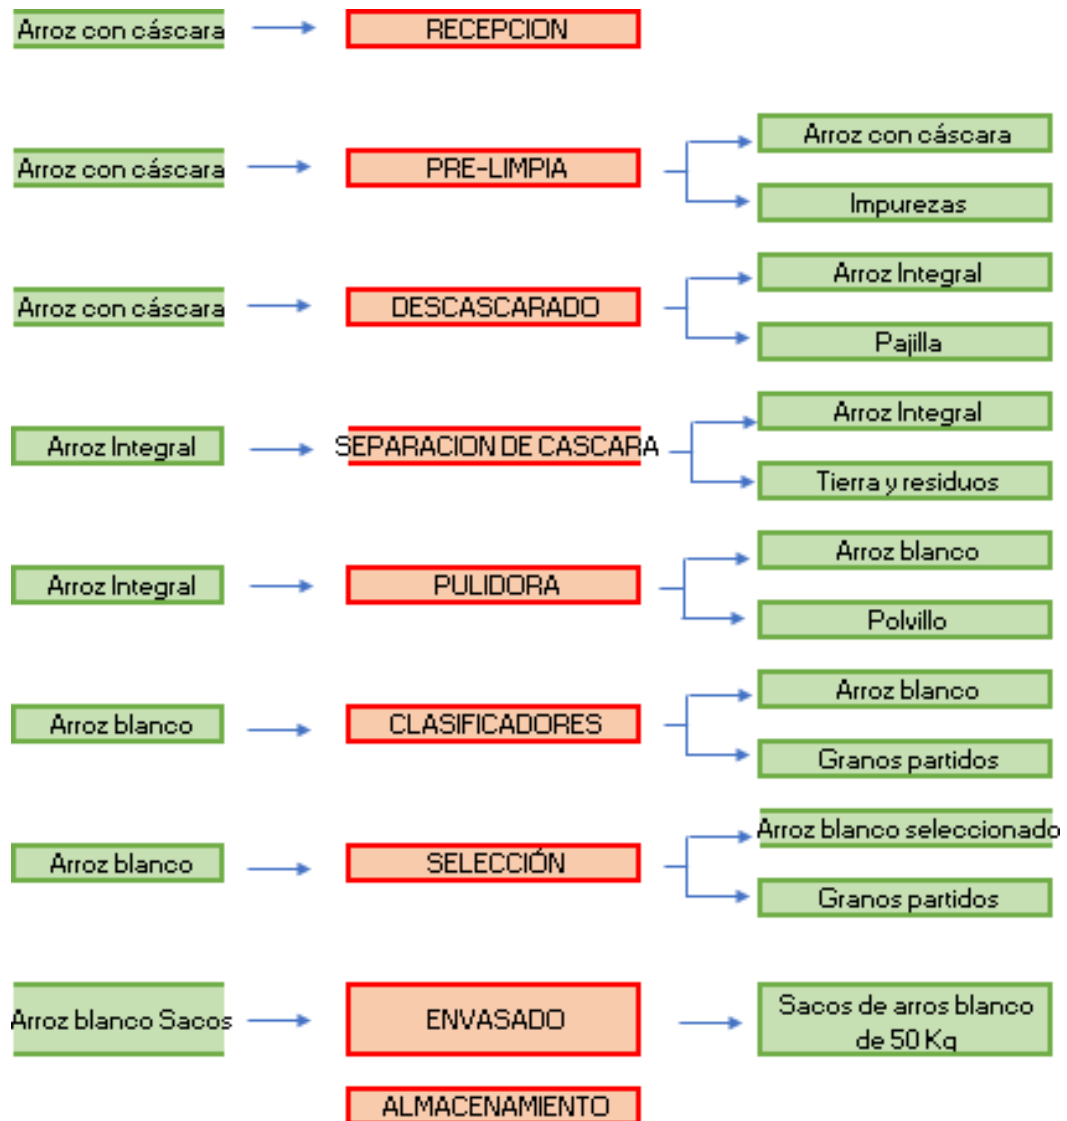 Arroz con cáscara
RECEPCION
Arroz con cáscara
PRE-LIMPIA
Arroz con cáscara
Impurezas
Arroz con cáscara
DESCASCARADO
Arroz Integral
Pajilla
Arroz Integral
SEPARACION DE CASCARA
Arroz Integral
Tierra y residuos
Arroz Integral
PULIDORA
Arroz blanco
Polvillo
Arroz blanco
CLASIFICADORES
Arroz blanco
Granos partidos
Arroz blanco
SELECCIÓN
Arroz blanco seleccionado
Granos partidos
Arroz blanco Sacos
ENVASADO
Sacos de arros blanco
de 50 Kg
ALMACENAMIENTO